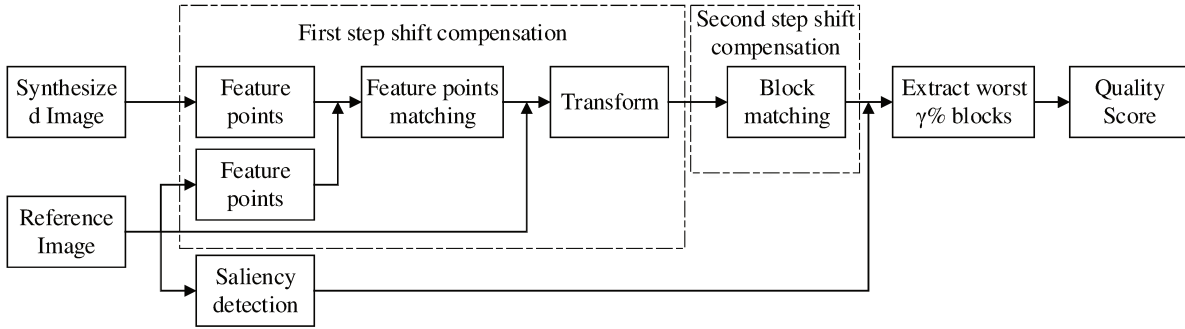 First step shift compensation
Second step shift
compensation
Synthesize
d Image
Feature
points
Feature points
matching
Transform
Block
matching
Extract worst
γ% blocks
Quality
Score
Feature
points
Reference
Image
Saliency
detection